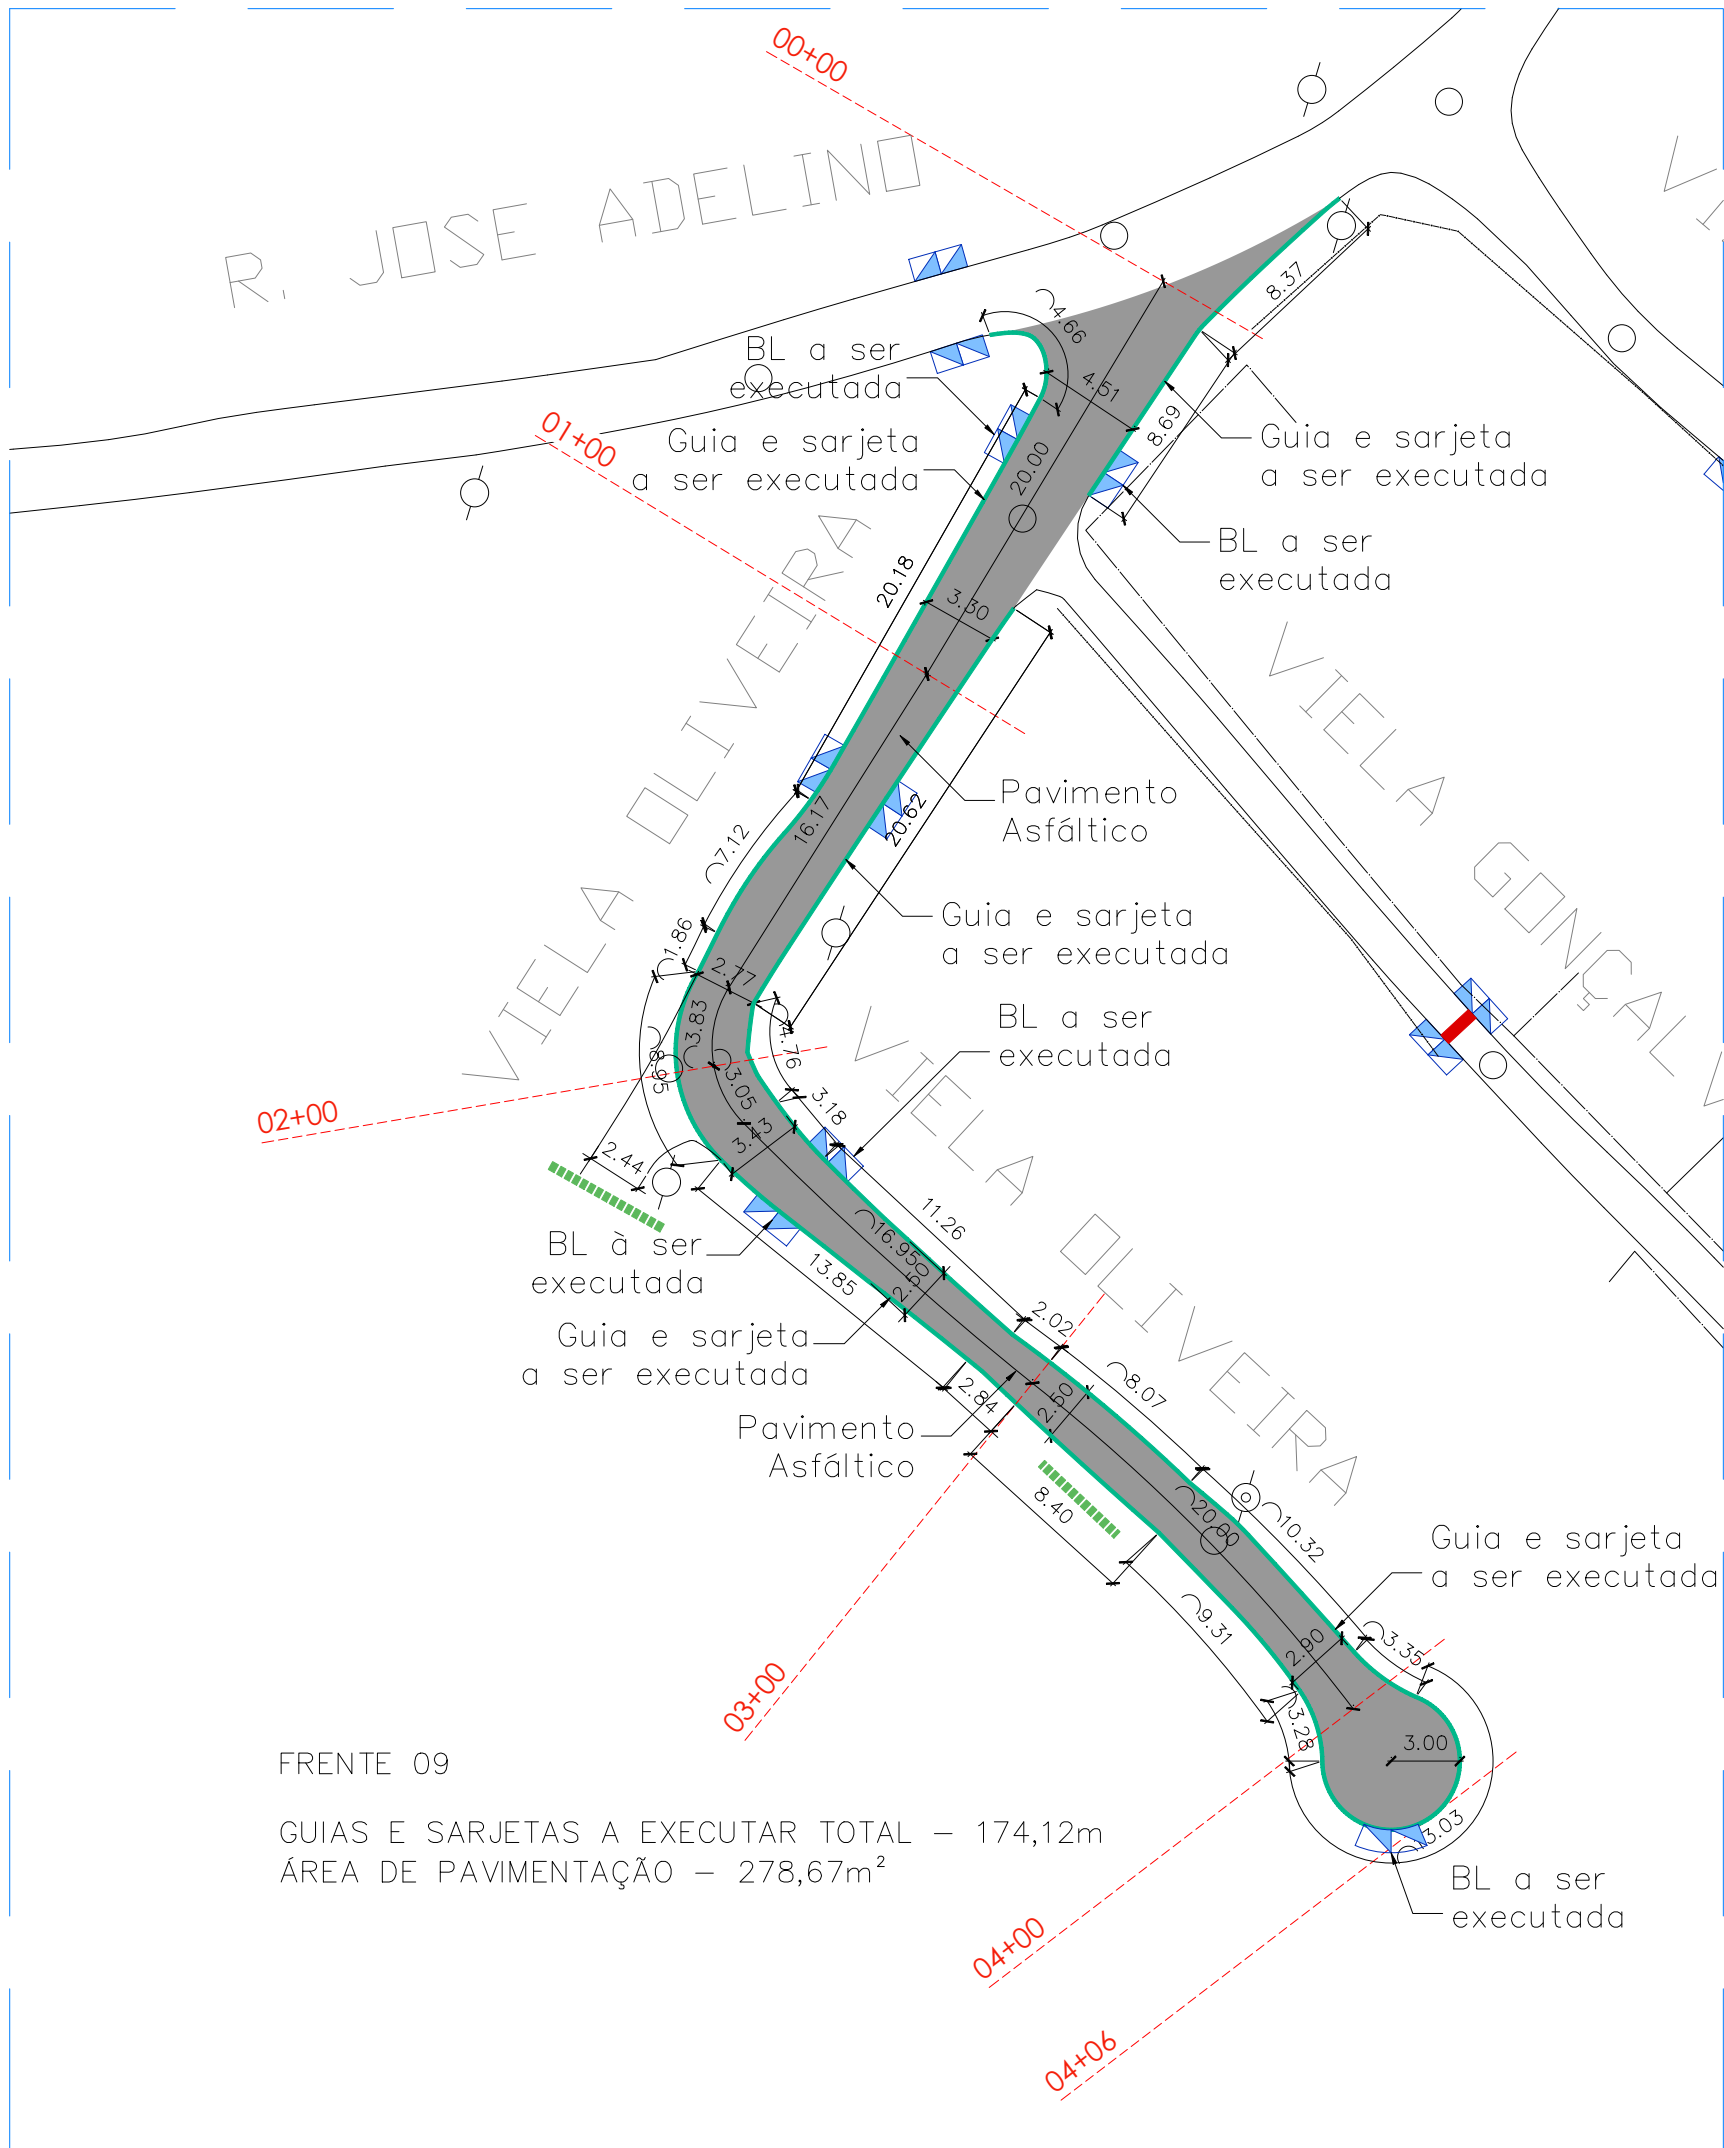 00+00
R. JOSE ADELINO
8.37
4.66
BL a ser
executada
4.51
01+00
Guia e sarjeta
a ser executada
8.69
Guia e sarjeta
a ser executada
20.00
BL a ser
executada
20.18
3.30
VIELA OLIVEIRA
Pavimento
Asfáltico
16.17
20.62
7.12
Guia e sarjeta
a ser executada
VIELA GONÇAL
1.86
2.77
3.83
4.76
8.95
BL a ser
executada
3.05
3.18
02+00
3.43
2.44
VIELA OLIVEIRA
11.26
16.95
BL à ser
executada
13.85
2.50
Guia e sarjeta
a ser executada
2.02
8.07
2.84
2.50
Pavimento
Asfáltico
8.40
20.00
10.32
Guia e sarjeta
a ser executada
9.31
2.90
3.35
03+00
3.28
3.00
FRENTE 09
GUIAS E SARJETAS A EXECUTAR TOTAL – 174,12m
ÁREA DE PAVIMENTAÇÃO – 278,67m²
BL a ser
executada
04+00
04+06